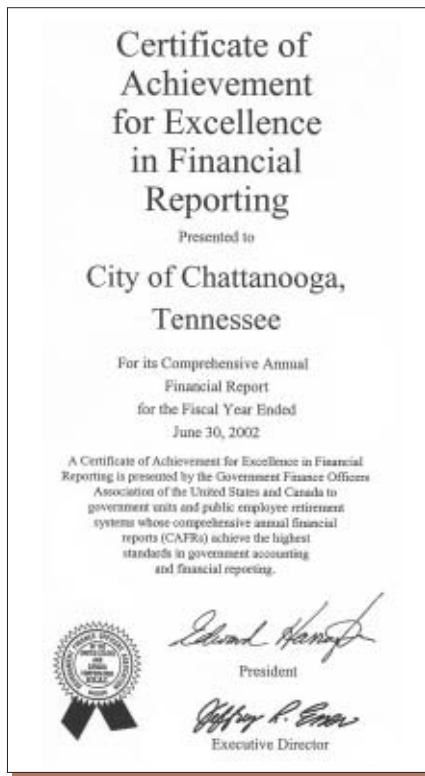 Certificate of
Achievement
for Excellence
in Financial
Reporting
Presented to
City of Chattanooga,
Tennessee
For its Comprehensive Annual
Financial Report
for the Fiscal Year Ended
June 30, 2002
A Certificate of Achievement for Excellence in Financial
Reporting is presented by the Government Finance Officers
Association of the United States and Canada to
government units and public employee retirement
systems whose comprehensive annual financial
reports (CAFRs) achieve the highest
standards in government accounting
and financial reporting.
Edward
President
Jeffrey R.
Executive Director